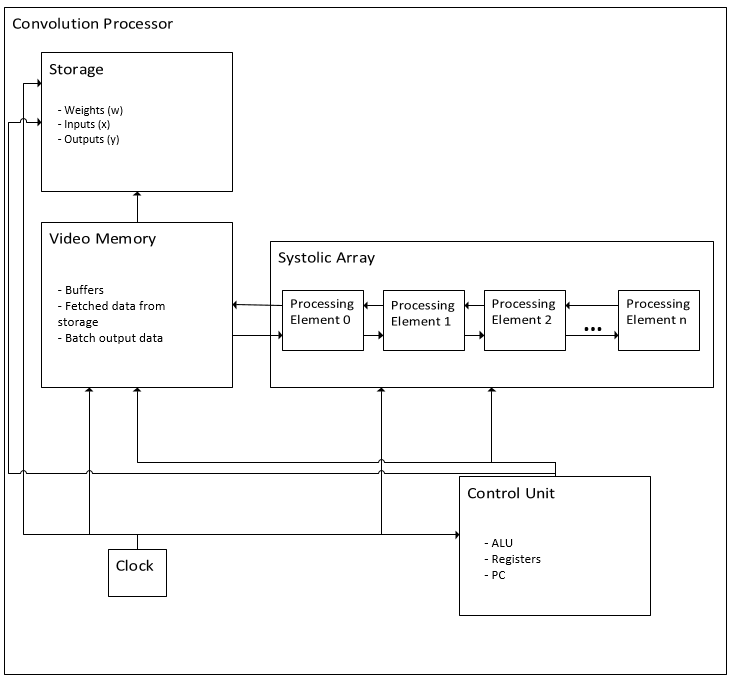 Convolution Processor
Storage
- Weights (w)
- Inputs (x)
- Outputs (y)
Video Memory
- Buffers
- Fetched data from
storage
- Batch output data
Systolic Array
Processing
Element 0
Processing
Element 1
Processing
Element 2
...
Processing
Element n
Control Unit
- ALU
- Registers
- PC
Clock